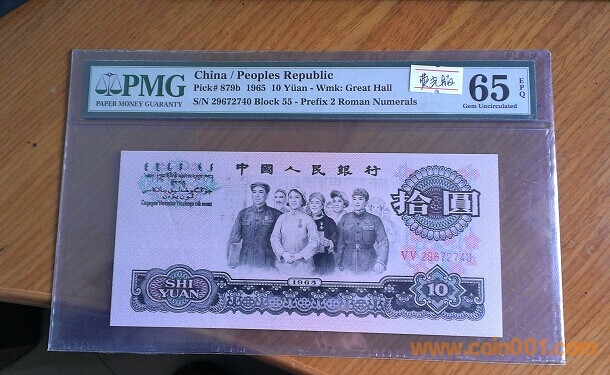 PMG
PAPER MONEY GUARANTY
China / Peoples Republic
Pick# 879b 1965 10 Yüan - Wmk: Great Hall
S/N 29672740 Block 55 - Prefix 2 Roman Numerals
65 EPQ
Gem Uncirculated
中國人民銀行
拾圓
VV 29672740
SHI YUAN
1965
10
www.coin001.com